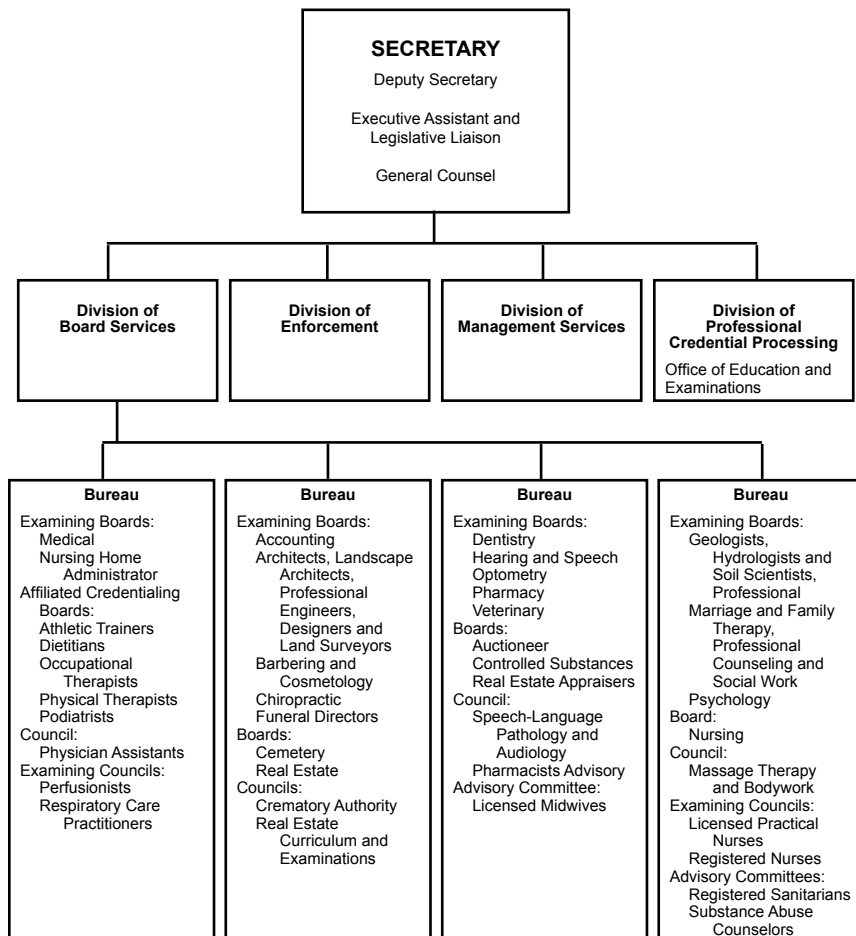 SECRETARY
Deputy Secretary
Executive Assistant and
Legislative Liaison
General Counsel
Division of
Board Services
Division of
Enforcement
Division of
Management Services
Division of
Professional
Credential Processing
Office of Education and
Examinations
Bureau
Examining Boards:
Medical
Nursing Home
Administrator
Affiliated Credentialing
Boards:
Athletic Trainers
Dietitians
Occupational
Therapists
Physical Therapists
Podiatrists
Council:
Physician Assistants
Examining Councils:
Perfusionists
Respiratory Care
Practitioners
Bureau
Examining Boards:
Accounting
Architects, Landscape
Architects,
Professional
Engineers,
Designers and
Land Surveyors
Barbering and
Cosmetology
Chiropractic
Funeral Directors
Boards:
Cemetery
Real Estate
Councils:
Crematory Authority
Real Estate
Curriculum and
Examinations
Bureau
Examining Boards:
Dentistry
Hearing and Speech
Optometry
Pharmacy
Veterinary
Boards:
Auctioneer
Controlled Substances
Real Estate Appraisers
Council:
Speech-Language
Pathology and
Audiology
Pharmacists Advisory
Advisory Committee:
Licensed Midwives
Bureau
Examining Boards:
Geologists,
Hydrologists and
Soil Scientists,
Professional
Marriage and Family
Therapy,
Professional
Counseling and
Social Work
Psychology
Board:
Nursing
Council:
Massage Therapy
and Bodywork
Examining Councils:
Licensed Practical
Nurses
Registered Nurses
Advisory Committees:
Registered Sanitarians
Substance Abuse
Counselors